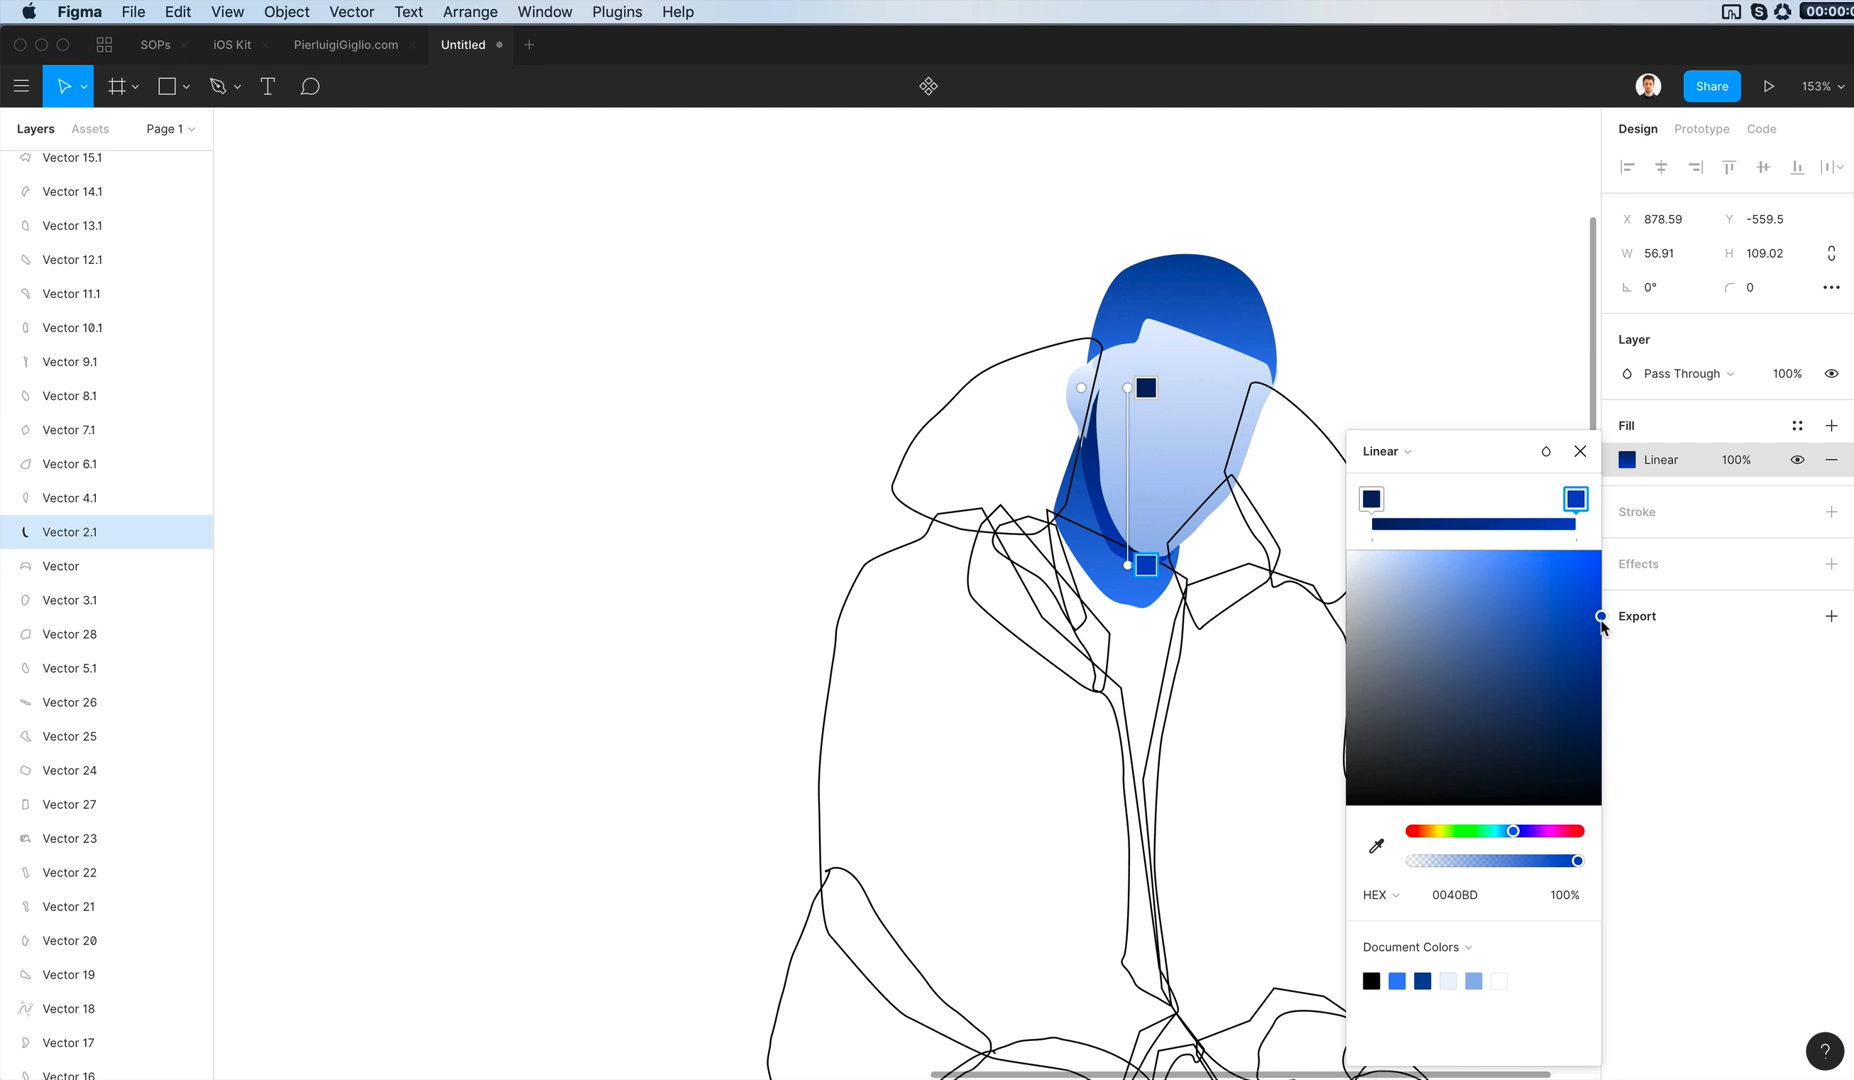 Figma File Edit View Object Vector Text Arrange Window Plugins Help
SOPs iOS Kit PierluigiGiglio.com Untitled
Share 153%
Layers Assets Page 1
Design Prototype Code
Vector 15.1
Vector 14.1
Vector 13.1
Vector 12.1
Vector 11.1
Vector 10.1
Vector 9.1
Vector 8.1
Vector 7.1
Vector 6.1
Vector 4.1
Vector 2.1
Vector
Vector 3.1
Vector 28
Vector 5.1
Vector 26
Vector 25
Vector 24
Vector 27
Vector 23
Vector 22
Vector 21
Vector 20
Vector 19
Vector 18
Vector 17
Vector 16
X 878.59 Y -559.5
W 56.91 H 109.02
0° 0
Layer
Pass Through 100%
Fill
Linear 100%
Stroke
Effects
Export
Linear
HEX 0040BD 100%
Document Colors
?